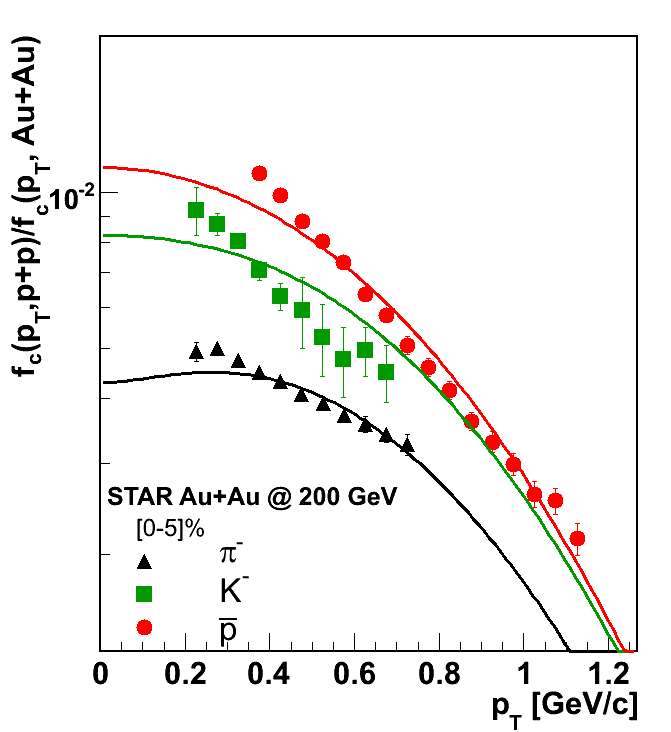 f_c(p_T,p+p)/f_c(p_T, Au+Au)
10^-2
STAR Au+Au @ 200 GeV
[0-5]%
π^-
K^-
p̅
0 0.2 0.4 0.6 0.8 1 1.2
p_T [GeV/c]